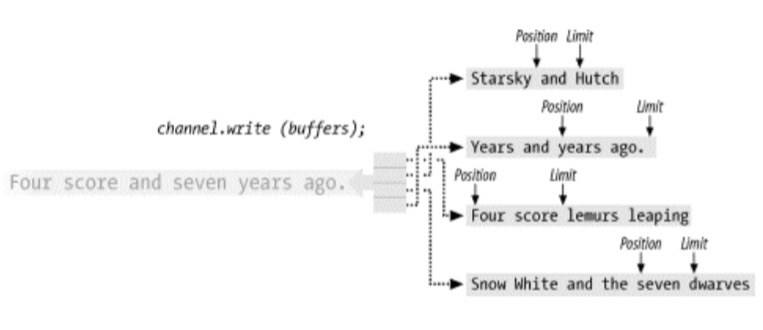 Position Limit
Starsky and Hutch
Position Limit
channel.write (buffers);
Years and years ago.
Four score and seven years ago.
Position Limit
Four score lemurs leaping
Position Limit
Snow White and the seven dwarves